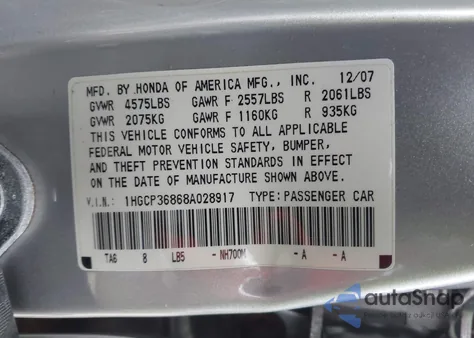 MFD. BY HONDA OF AMERICA MFG., INC. 12/07
GVWR 4575LBS GAWR F 2557LBS R 2061LBS
GVWR 2075KG GAWR F 1160KG R 935KG
THIS VEHICLE CONFORMS TO ALL APPLICABLE
FEDERAL MOTOR VEHICLE SAFETY, BUMPER,
AND THEFT PREVENTION STANDARDS IN EFFECT
ON THE DATE OF MANUFACTURE SHOWN ABOVE.
V.I.N.: 1HGCP36868A028917 TYPE: PASSENGER CAR
TA6 8 LB5 - NH700M - A - A
autaSnap